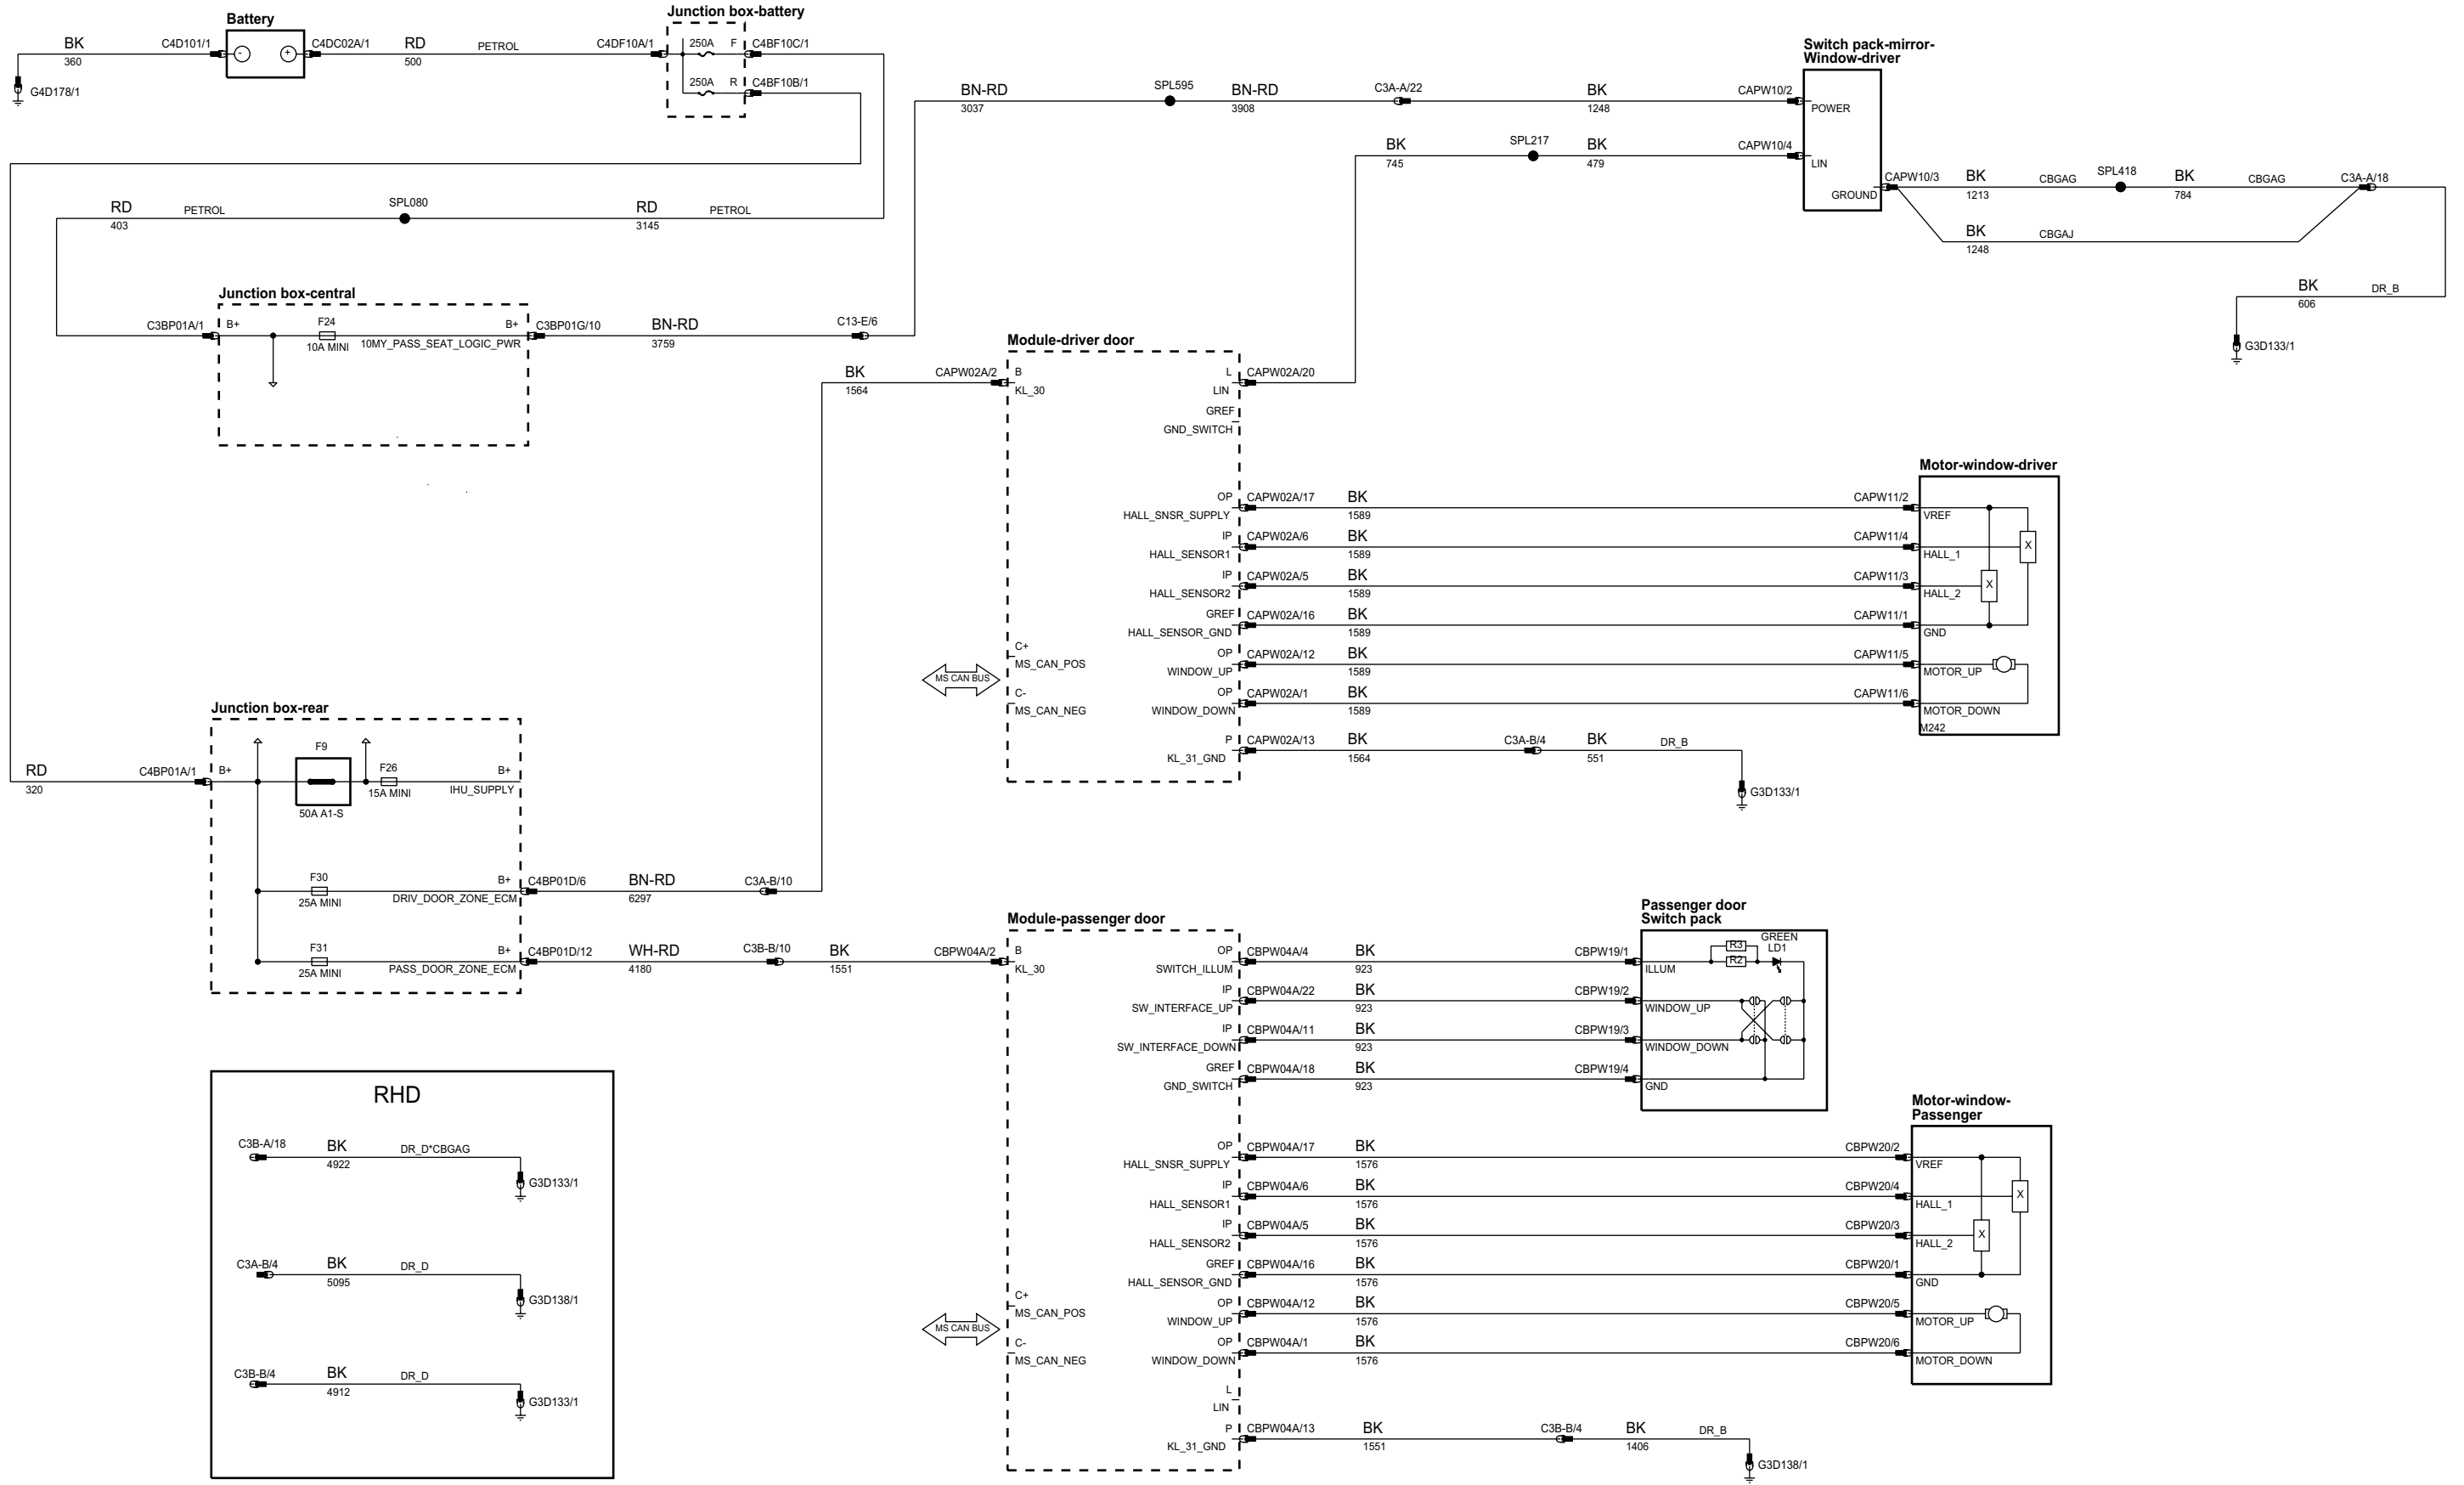 Battery
Junction box-battery
BK
360
C4D101/1
-
+
C4DC02A/1
RD
500
PETROL
C4DF10A/1
250A
F
C4BF10C/1
250A
R
C4BF10B/1
G4D178/1
Switch pack-mirror-
Window-driver
BN-RD
3037
SPL595
BN-RD
3908
C3A-A/22
BK
1248
CAPW10/2
POWER
BK
745
SPL217
BK
479
CAPW10/4
LIN
GROUND
CAPW10/3
BK
1213
CBGAG
SPL418
BK
784
CBGAG
C3A-A/18
BK
1248
CBGAJ
BK
606
DR_B
G3D133/1
RD
403
PETROL
SPL080
RD
3145
PETROL
Junction box-central
C3BP01A/1
B+
F24
10A MINI
B+
10MY_PASS_SEAT_LOGIC_PWR
C3BP01G/10
BN-RD
3759
C13-E/6
Module-driver door
BK
1564
CAPW02A/2
B
KL_30
L
LIN
CAPW02A/20
GREF
GND_SWITCH
Motor-window-driver
OP
HALL_SNSR_SUPPLY
CAPW02A/17
BK
1589
CAPW11/2
VREF
IP
HALL_SENSOR1
CAPW02A/6
BK
1589
CAPW11/4
HALL_1
X
IP
HALL_SENSOR2
CAPW02A/5
BK
1589
CAPW11/3
HALL_2
X
GREF
HALL_SENSOR_GND
CAPW02A/16
BK
1589
CAPW11/1
GND
C+
MS_CAN_POS
MS CAN BUS
C-
MS_CAN_NEG
OP
WINDOW_UP
CAPW02A/12
BK
1589
CAPW11/5
MOTOR_UP
OP
WINDOW_DOWN
CAPW02A/1
BK
1589
CAPW11/6
MOTOR_DOWN
M242
P
KL_31_GND
CAPW02A/13
BK
1564
C3A-B/4
BK
551
DR_B
G3D133/1
Junction box-rear
RD
320
C4BP01A/1
B+
F9
50A A1-S
F26
15A MINI
B+
IHU_SUPPLY
F30
25A MINI
B+
DRIV_DOOR_ZONE_ECM
C4BP01D/6
BN-RD
6297
C3A-B/10
F31
25A MINI
B+
PASS_DOOR_ZONE_ECM
C4BP01D/12
WH-RD
4180
C3B-B/10
BK
1551
CBPW04A/2
Module-passenger door
B
KL_30
Passenger door
Switch pack
OP
SWITCH_ILLUM
CBPW04A/4
BK
923
CBPW19/1
ILLUM
R3
R2
GREEN
LD1
IP
SW_INTERFACE_UP
CBPW04A/22
BK
923
CBPW19/2
WINDOW_UP
IP
SW_INTERFACE_DOWN
CBPW04A/11
BK
923
CBPW19/3
WINDOW_DOWN
GREF
GND_SWITCH
CBPW04A/18
BK
923
CBPW19/4
GND
Motor-window-
Passenger
OP
HALL_SNSR_SUPPLY
CBPW04A/17
BK
1576
CBPW20/2
VREF
IP
HALL_SENSOR1
CBPW04A/6
BK
1576
CBPW20/4
HALL_1
X
IP
HALL_SENSOR2
CBPW04A/5
BK
1576
CBPW20/3
HALL_2
X
GREF
HALL_SENSOR_GND
CBPW04A/16
BK
1576
CBPW20/1
GND
C+
MS_CAN_POS
MS CAN BUS
C-
MS_CAN_NEG
OP
WINDOW_UP
CBPW04A/12
BK
1576
CBPW20/5
MOTOR_UP
OP
WINDOW_DOWN
CBPW04A/1
BK
1576
CBPW20/6
MOTOR_DOWN
L
LIN
P
KL_31_GND
CBPW04A/13
BK
1551
C3B-B/4
BK
1406
DR_B
G3D138/1
RHD
C3B-A/18
BK
4922
DR_D*CBGAG
G3D133/1
C3A-B/4
BK
5095
DR_D
G3D138/1
C3B-B/4
BK
4912
DR_D
G3D133/1